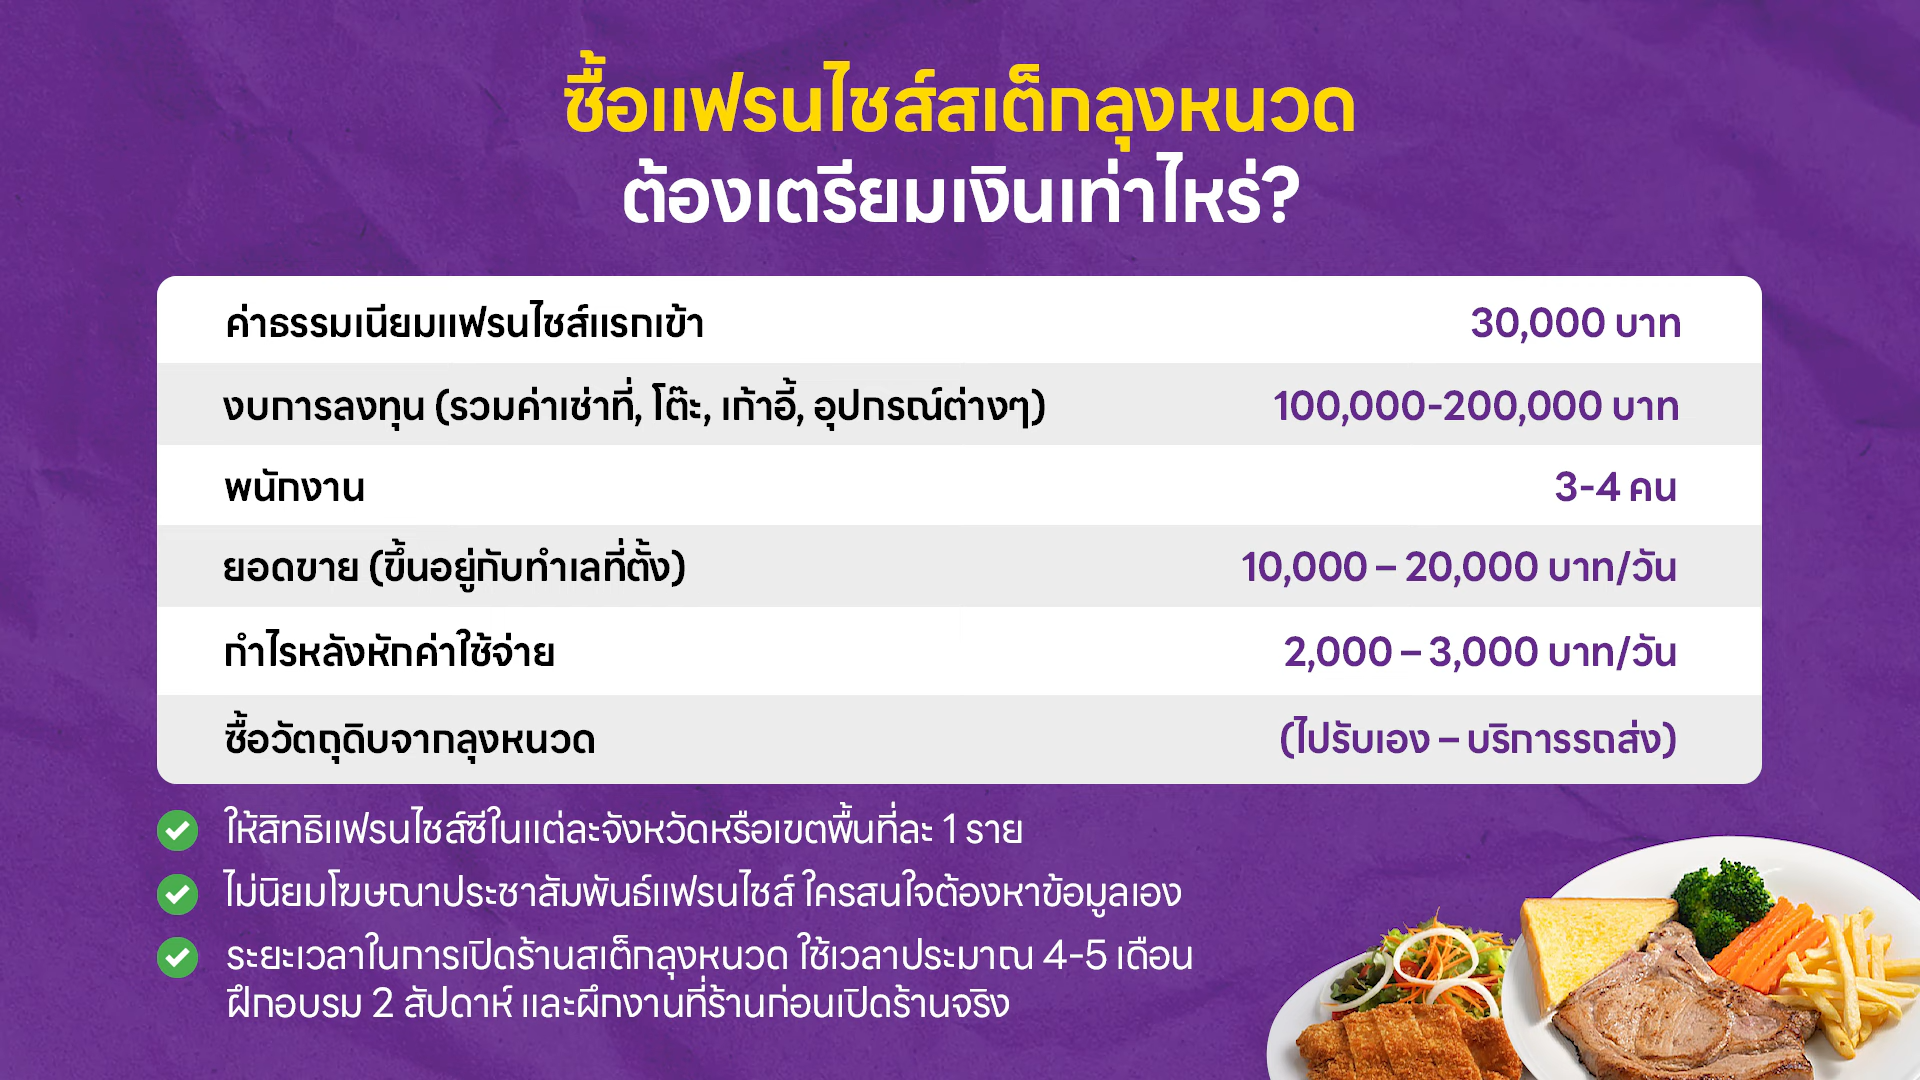 ซื้อแฟรนไชส์สเต็กลุงหนวด
ต้องเตรียมเงินเท่าไหร่?
ค่าธรรมเนียมแฟรนไชส์แรกเข้า 30,000 บาท
งบการลงทุน (รวมค่าเช่าที่, โต๊ะ, เก้าอี้, อุปกรณ์ต่างๆ) 100,000-200,000 บาท
พนักงาน 3-4 คน
ยอดขาย (ขึ้นอยู่กับทำเลที่ตั้ง) 10,000 – 20,000 บาท/วัน
กำไรหลังหักค่าใช้จ่าย 2,000 – 3,000 บาท/วัน
ซื้อวัตถุดิบจากลุงหนวด (ไปรับเอง – บริการรถส่ง)
ให้สิทธิแฟรนไชส์ซีในแต่ละจังหวัดหรือเขตพื้นที่ละ 1 ราย
ไม่นิยมโฆษณาประชาสัมพันธ์แฟรนไชส์ ใครสนใจต้องหาข้อมูลเอง
ระยะเวลาในการเปิดร้านสเต็กลุงหนวด ใช้เวลาประมาณ 4-5 เดือน
ฝึกอบรม 2 สัปดาห์ และฝึกงานที่ร้านก่อนเปิดร้านจริง